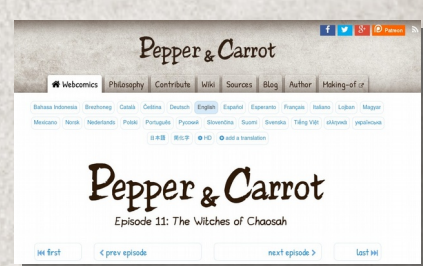 Patreon
Pepper & Carrot
Webcomics Philosophy Contribute Wiki Sources Blog Author Making-of
Bahasa Indonesia Brezhoneg Català Čeština Deutsch English Español Esperanto Français Italiano Lojban Magyar
Mexicano Norsk Nederlands Polski Português Русский Slovenčina Suomi Svenska Tiếng Việt ελληνικά українська
日本語 HD add a translation
Pepper & Carrot
Episode 11: The Witches of Chaosah
first < prev episode next episode > last